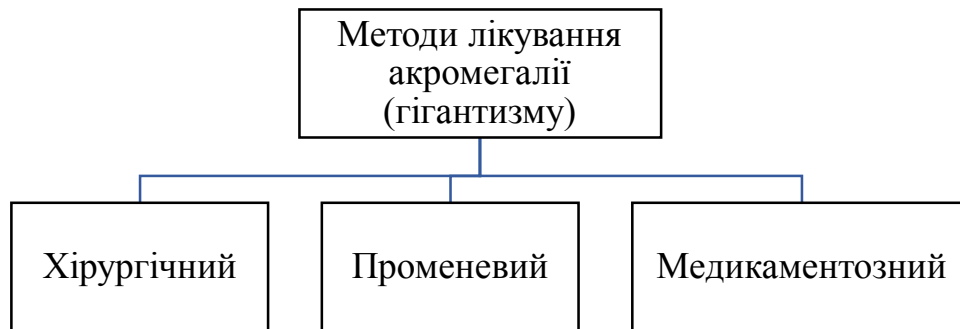 Методи лікування
акромегалії
(гігантизму)
Хірургічний
Променевий
Медикаментозний